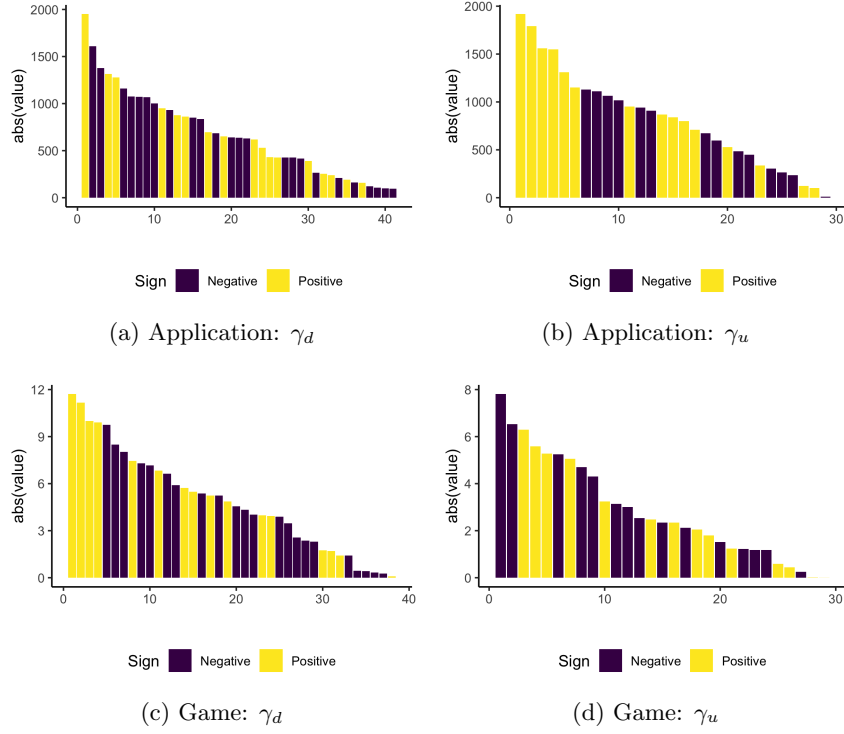 2000
1500
1000
500
0
abs(value)
0 10 20 30 40
Sign Negative Positive
(a) Application: γd
2000
1500
1000
500
0
abs(value)
0 10 20 30
Sign Negative Positive
(b) Application: γu
12
9
6
3
0
abs(value)
0 10 20 30 40
Sign Negative Positive
(c) Game: γd
8
6
4
2
0
abs(value)
0 10 20 30
Sign Negative Positive
(d) Game: γu